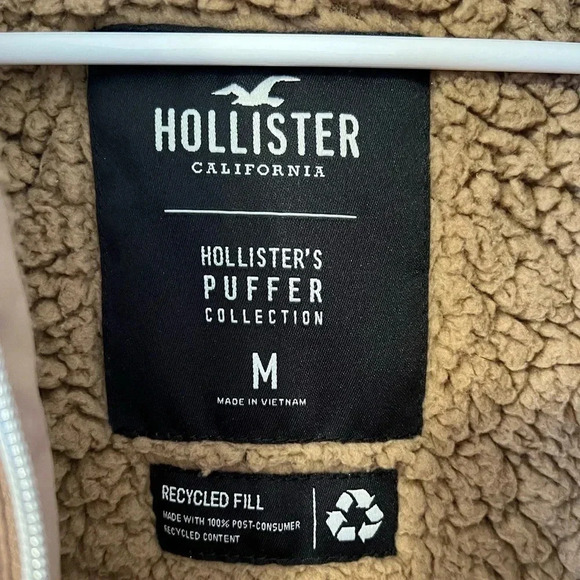 HOLLISTER
CALIFORNIA
HOLLISTER'S
PUFFER
COLLECTION
M
MADE IN VIETNAM
RECYCLED FILL
MADE WITH 100% POST-CONSUMER
RECYCLED CONTENT